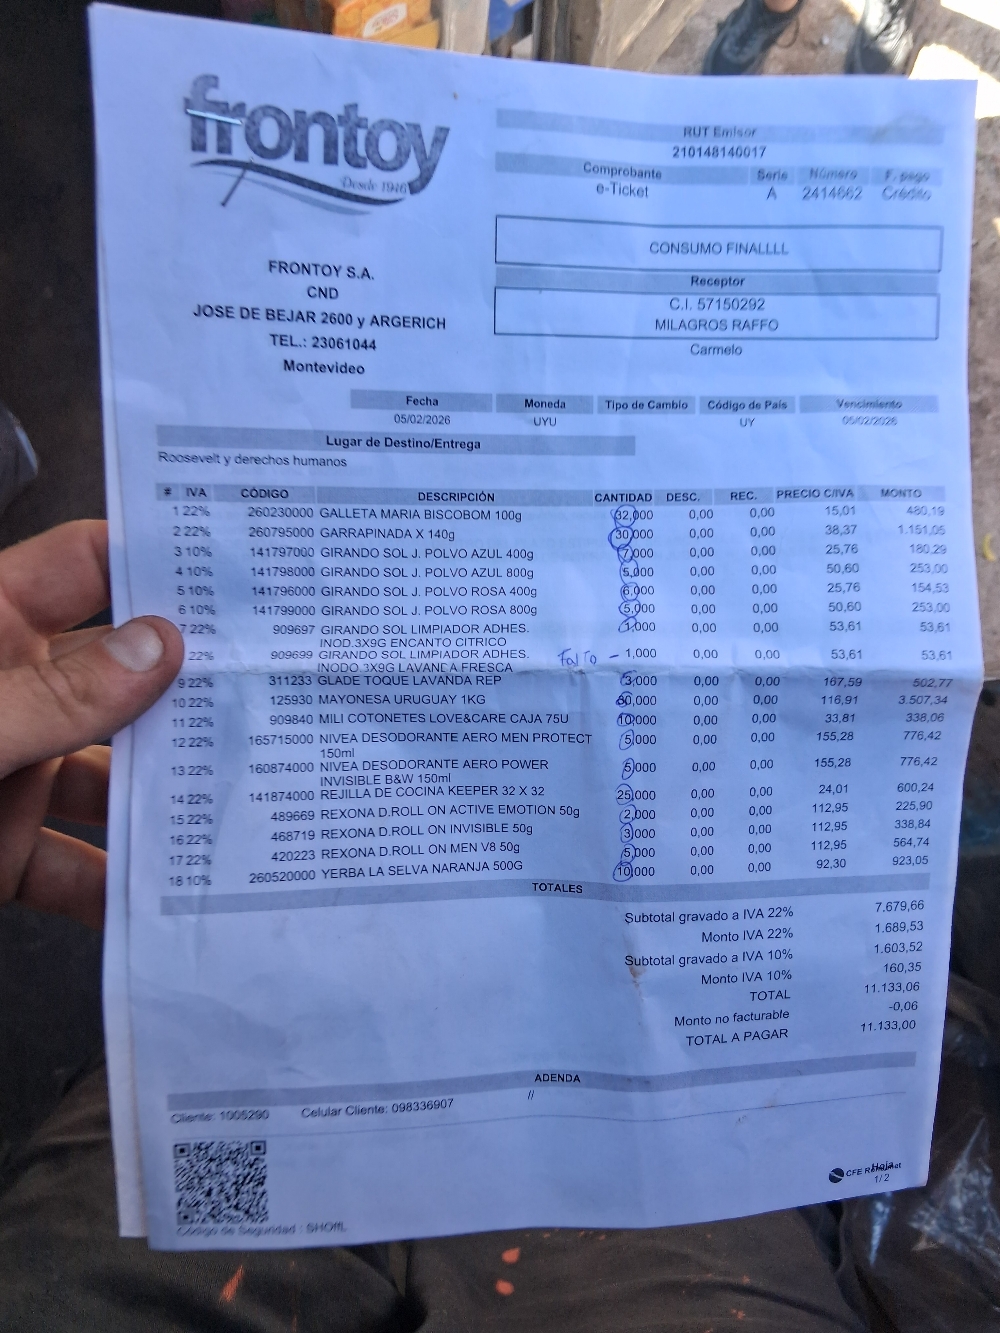 frontoy
Desde 1946
RUT Emisor
210148140017
Comprobante Serie Número F. pago
e-Ticket A 2414662 Crédito
CONSUMO FINALLLL
Receptor
C.I. 57150292
MILAGROS RAFFO
Carmelo
FRONTOY S.A.
CND
JOSE DE BEJAR 2600 y ARGERICH
TEL.: 23061044
Montevideo
Fecha Moneda Tipo de Cambio Código de País Vencimiento
05/02/2026 UYU UY 05/02/2026
Lugar de Destino/Entrega
Roosevelt y derechos humanos
# IVA CÓDIGO DESCRIPCIÓN CANTIDAD DESC. REC. PRECIO C/IVA MONTO
1 22% 260230000 GALLETA MARIA BISCOBOM 100g 32,000 0,00 0,00 15,01 480,19
2 22% 260795000 GARRAPINADA X 140g 30,000 0,00 0,00 38,37 1.151,05
3 10% 141797000 GIRANDO SOL J. POLVO AZUL 400g 7,000 0,00 0,00 25,76 180,29
4 10% 141798000 GIRANDO SOL J. POLVO AZUL 800g 5,000 0,00 0,00 50,60 253,00
5 10% 141796000 GIRANDO SOL J. POLVO ROSA 400g 6,000 0,00 0,00 25,76 154,53
6 10% 141799000 GIRANDO SOL J. POLVO ROSA 800g 5,000 0,00 0,00 50,60 253,00
7 22% 909697 GIRANDO SOL LIMPIADOR ADHES. 1,000 0,00 0,00 53,61 53,61
INOD.3X9G ENCANTO CITRICO
22% 909699 GIRANDO SOL LIMPIADOR ADHES. Falto - 1,000 0,00 0,00 53,61 53,61
INODO.3X9G LAVANDA FRESCA
9 22% 311233 GLADE TOQUE LAVANDA REP 3,000 0,00 0,00 167,59 502,77
10 22% 125930 MAYONESA URUGUAY 1KG 30,000 0,00 0,00 116,91 3.507,34
11 22% 909840 MILI COTONETES LOVE&CARE CAJA 75U 10,000 0,00 0,00 33,81 338,06
12 22% 165715000 NIVEA DESODORANTE AERO MEN PROTECT 5,000 0,00 0,00 155,28 776,42
150ml
13 22% 160874000 NIVEA DESODORANTE AERO POWER 5,000 0,00 0,00 155,28 776,42
INVISIBLE B&W 150ml
14 22% 141874000 REJILLA DE COCINA KEEPER 32 X 32 25,000 0,00 0,00 24,01 600,24
15 22% 489669 REXONA D.ROLL ON ACTIVE EMOTION 50g 2,000 0,00 0,00 112,95 225,90
16 22% 468719 REXONA D.ROLL ON INVISIBLE 50g 3,000 0,00 0,00 112,95 338,84
17 22% 420223 REXONA D.ROLL ON MEN V8 50g 5,000 0,00 0,00 112,95 564,74
18 10% 260520000 YERBA LA SELVA NARANJA 500G 10,000 0,00 0,00 92,30 923,05
TOTALES
Subtotal gravado a IVA 22% 7.679,66
Monto IVA 22% 1.689,53
Subtotal gravado a IVA 10% 1.603,52
Monto IVA 10% 160,35
TOTAL 11.133,06
Monto no facturable -0,06
TOTAL A PAGAR 11.133,00
ADENDA
//
Cliente: 1005290 Celular Cliente: 098336907
Código de Seguridad : SHOffL
Hoja
CFE
1/2